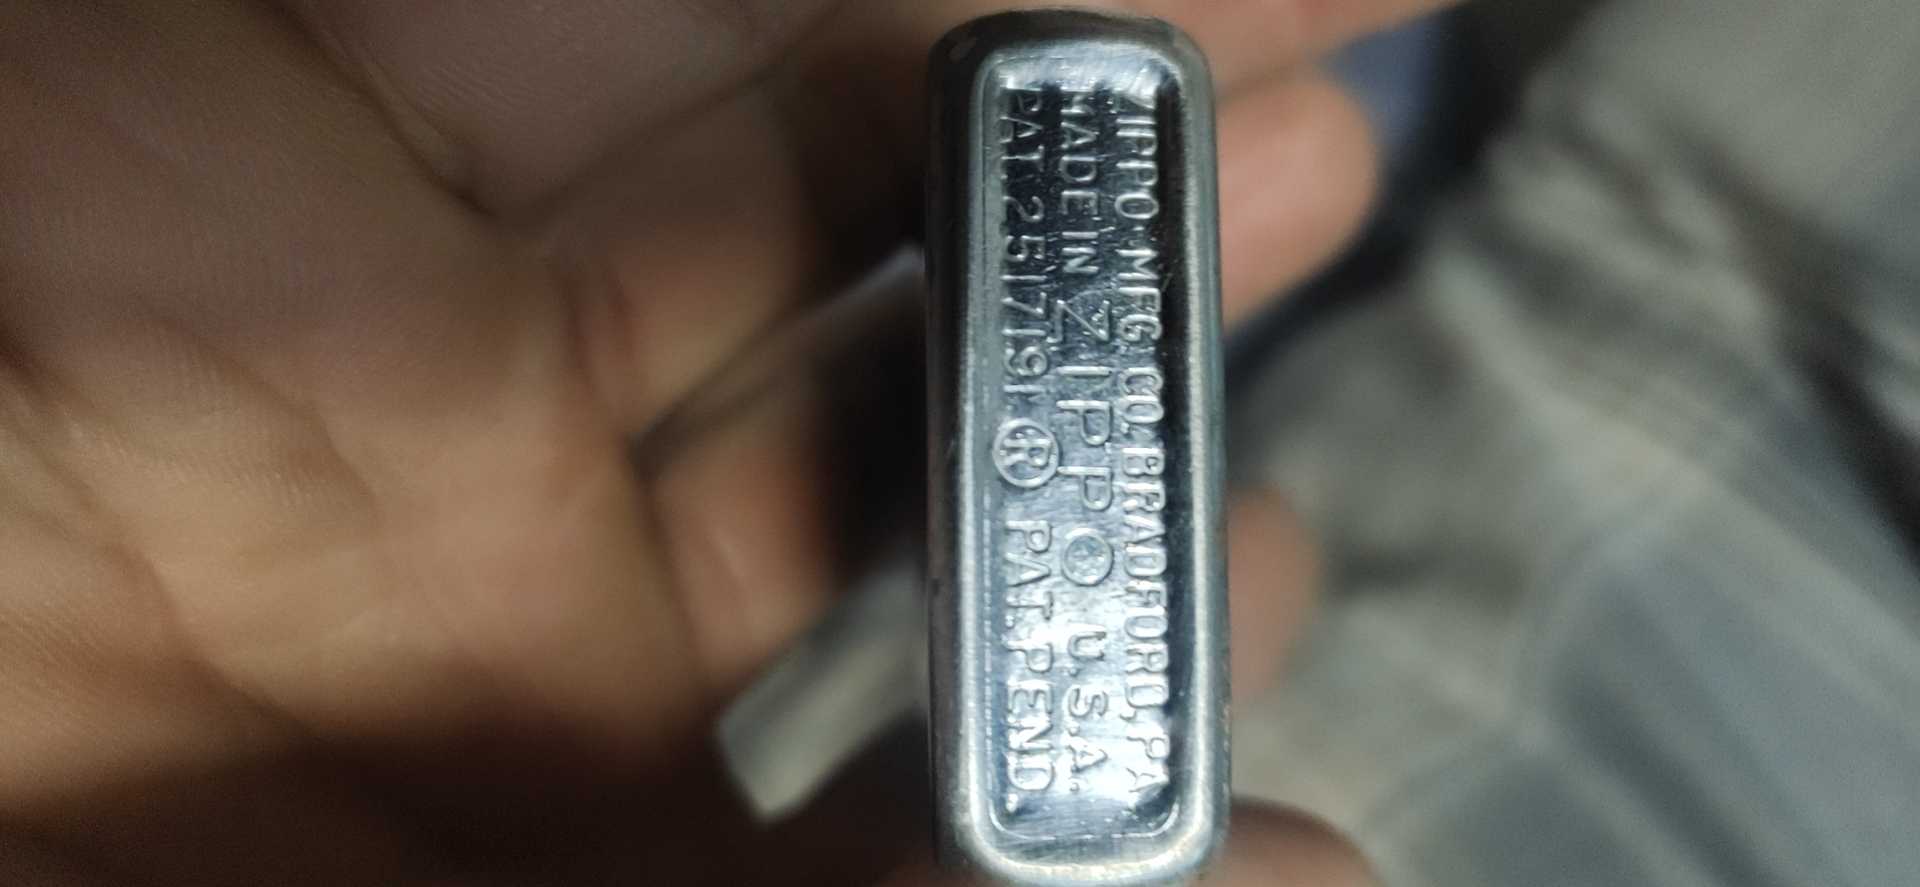 ZIPPO·MFG. CO. BRADFORD, PA
MADE IN ZIPPO U.S.A.
PAT. 2517191 ® PAT. PEND.